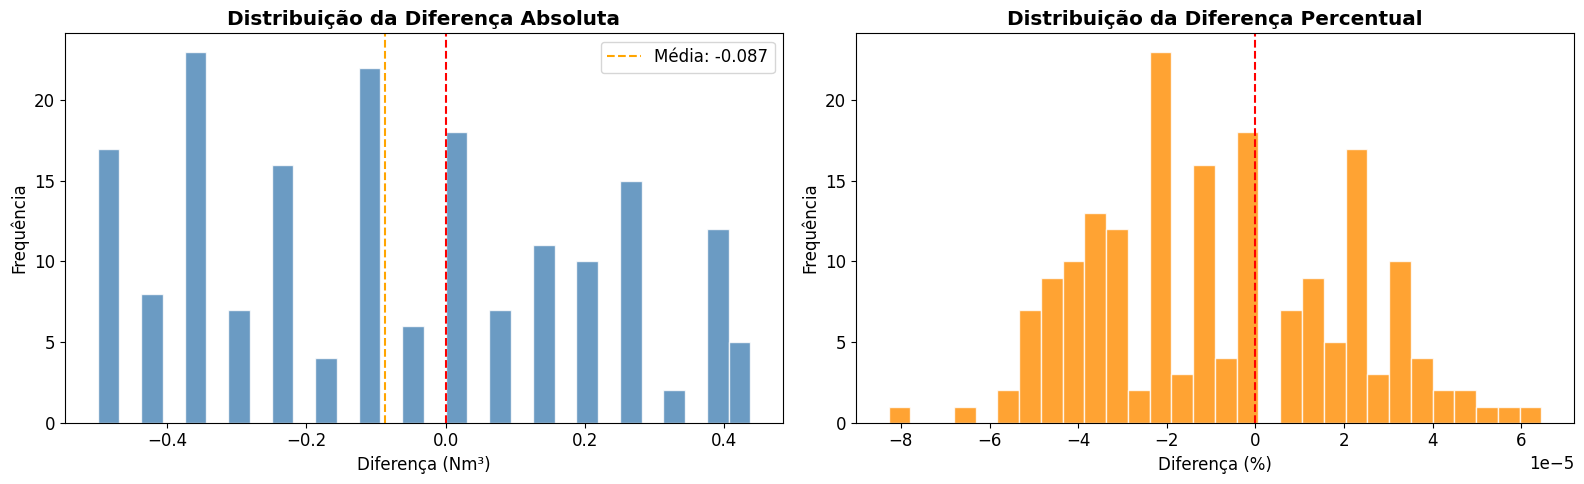 Distribuição da Diferença Absoluta
Média: -0.087
Frequência
20
15
10
5
0
−0.4 −0.2 0.0 0.2 0.4
Diferença (Nm³)
Distribuição da Diferença Percentual
Frequência
20
15
10
5
0
−8 −6 −4 −2 0 2 4 6
1e−5
Diferença (%)